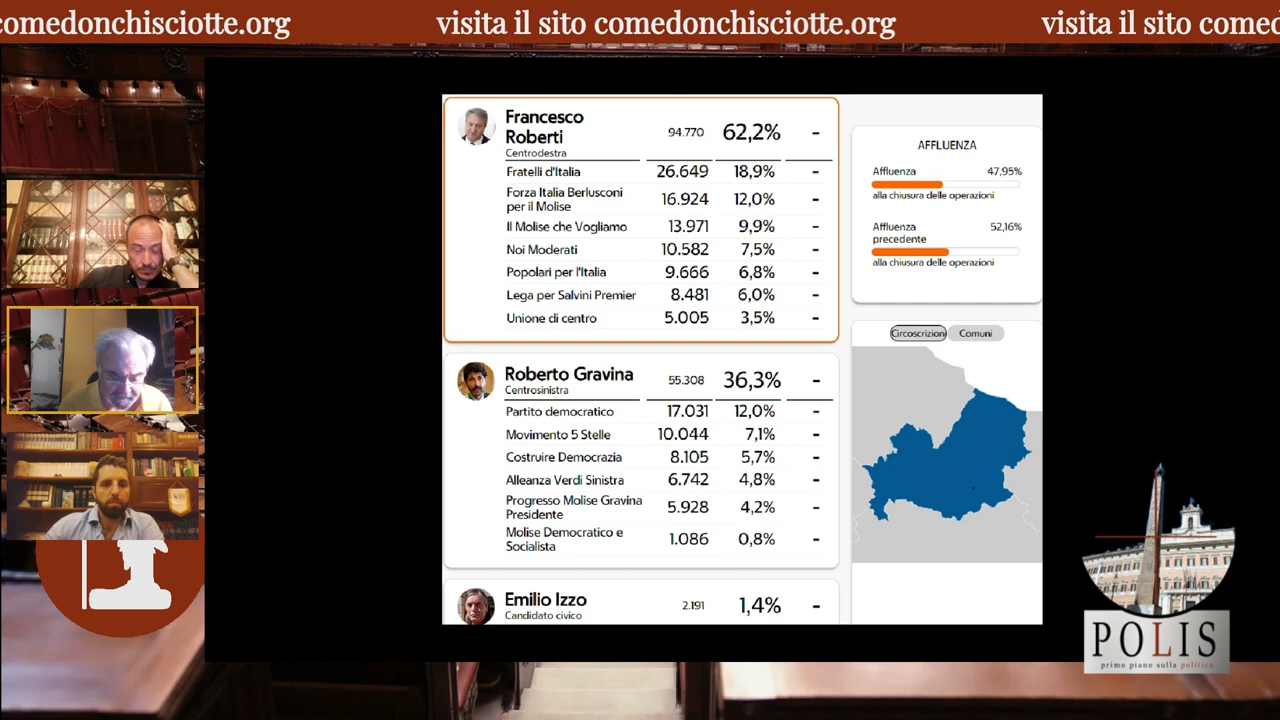 comedonchisciotte.org
visita il sito comedonchisciotte.org
visita il sito comed
Francesco
Roberti
94.770 62,2% -
Centrodestra
Fratelli d'Italia 26.649 18,9% -
Forza Italia Berlusconi
per il Molise 16.924 12,0% -
Il Molise che Vogliamo 13.971 9,9% -
Noi Moderati 10.582 7,5% -
Popolari per l'Italia 9.666 6,8% -
Lega per Salvini Premier 8.481 6,0% -
Unione di centro 5.005 3,5% -
Roberto Gravina 55.308 36,3% -
Centrosinistra
Partito democratico 17.031 12,0% -
Movimento 5 Stelle 10.044 7,1% -
Costruire Democrazia 8.105 5,7% -
Alleanza Verdi Sinistra 6.742 4,8% -
Progresso Molise Gravina
Presidente 5.928 4,2% -
Molise Democratico e
Socialista 1.086 0,8% -
Emilio Izzo 2.191 1,4% -
Candidato civico
AFFLUENZA
Affluenza 47,95%
alla chiusura delle operazioni
Affluenza
precedente 52,16%
alla chiusura delle operazioni
Circoscrizion Comuni
POLIS
primo piano sulla politica